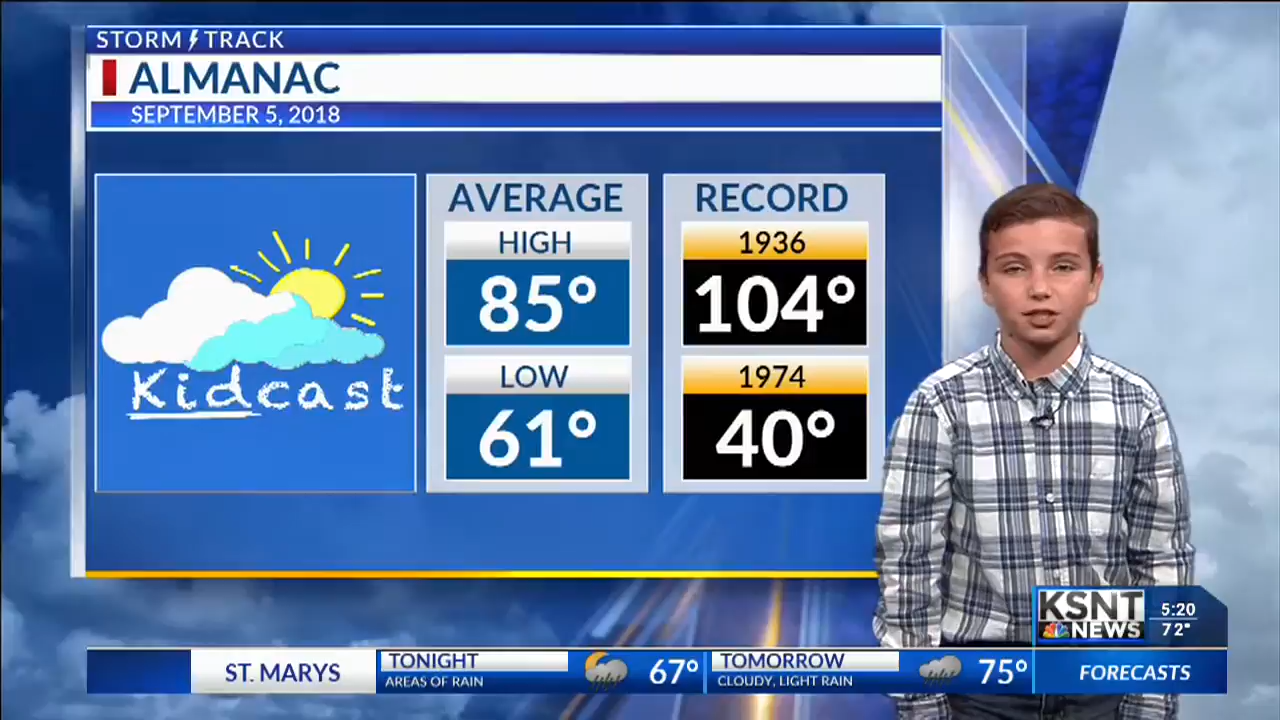 STORM TRACK
ALMANAC
SEPTEMBER 5, 2018
Kidcast
AVERAGE
HIGH
85°
LOW
61°
RECORD
1936
104°
1974
40°
KSNT
NEWS
5:20
72°
ST. MARYS
TONIGHT
AREAS OF RAIN
67°
TOMORROW
CLOUDY, LIGHT RAIN
75°
FORECASTS